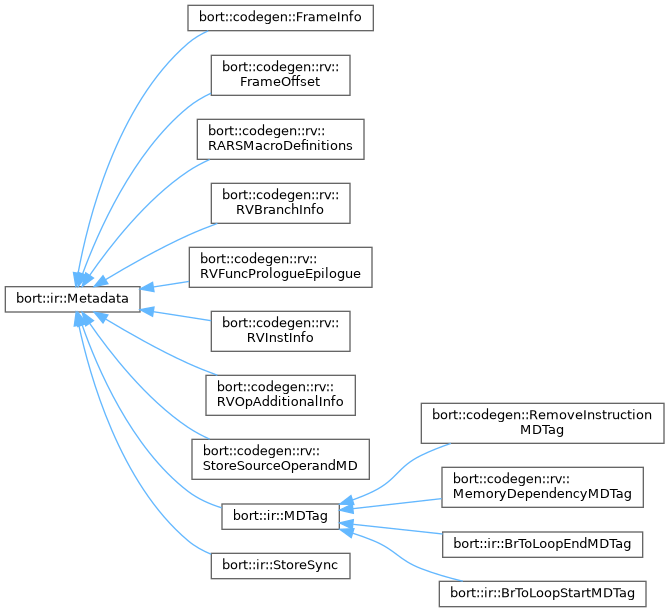 bort::codegen::FrameInfo
bort::codegen::rv::
FrameOffset
bort::codegen::rv::
RARSMacroDefinitions
bort::codegen::rv::
RVBranchInfo
bort::codegen::rv::
RVFuncPrologueEpilogue
bort::ir::Metadata
bort::codegen::rv::
RVInstInfo
bort::codegen::rv::
RVOpAdditionalInfo
bort::codegen::rv::
StoreSourceOperandMD
bort::ir::MDTag
bort::ir::StoreSync
bort::codegen::RemoveInstruction
MDTag
bort::codegen::rv::
MemoryDependencyMDTag
bort::ir::BrToLoopEndMDTag
bort::ir::BrToLoopStartMDTag